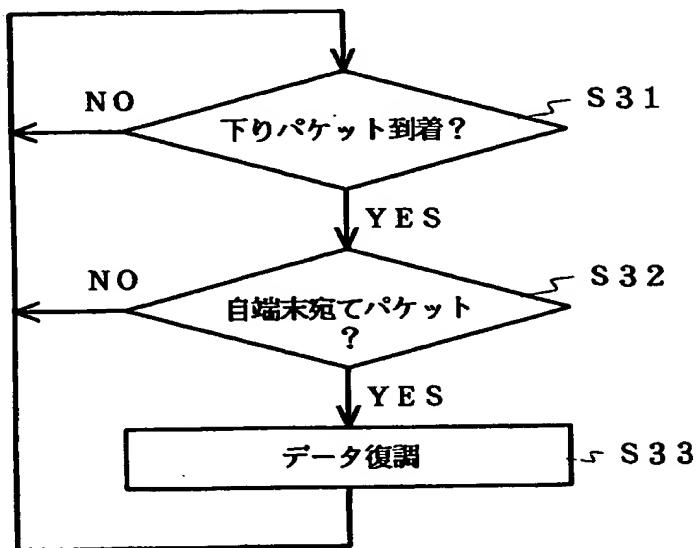 NO
下りパケット到着?
S31
YES
NO
自端末宛てパケット
?
S32
YES
データ復調
S33